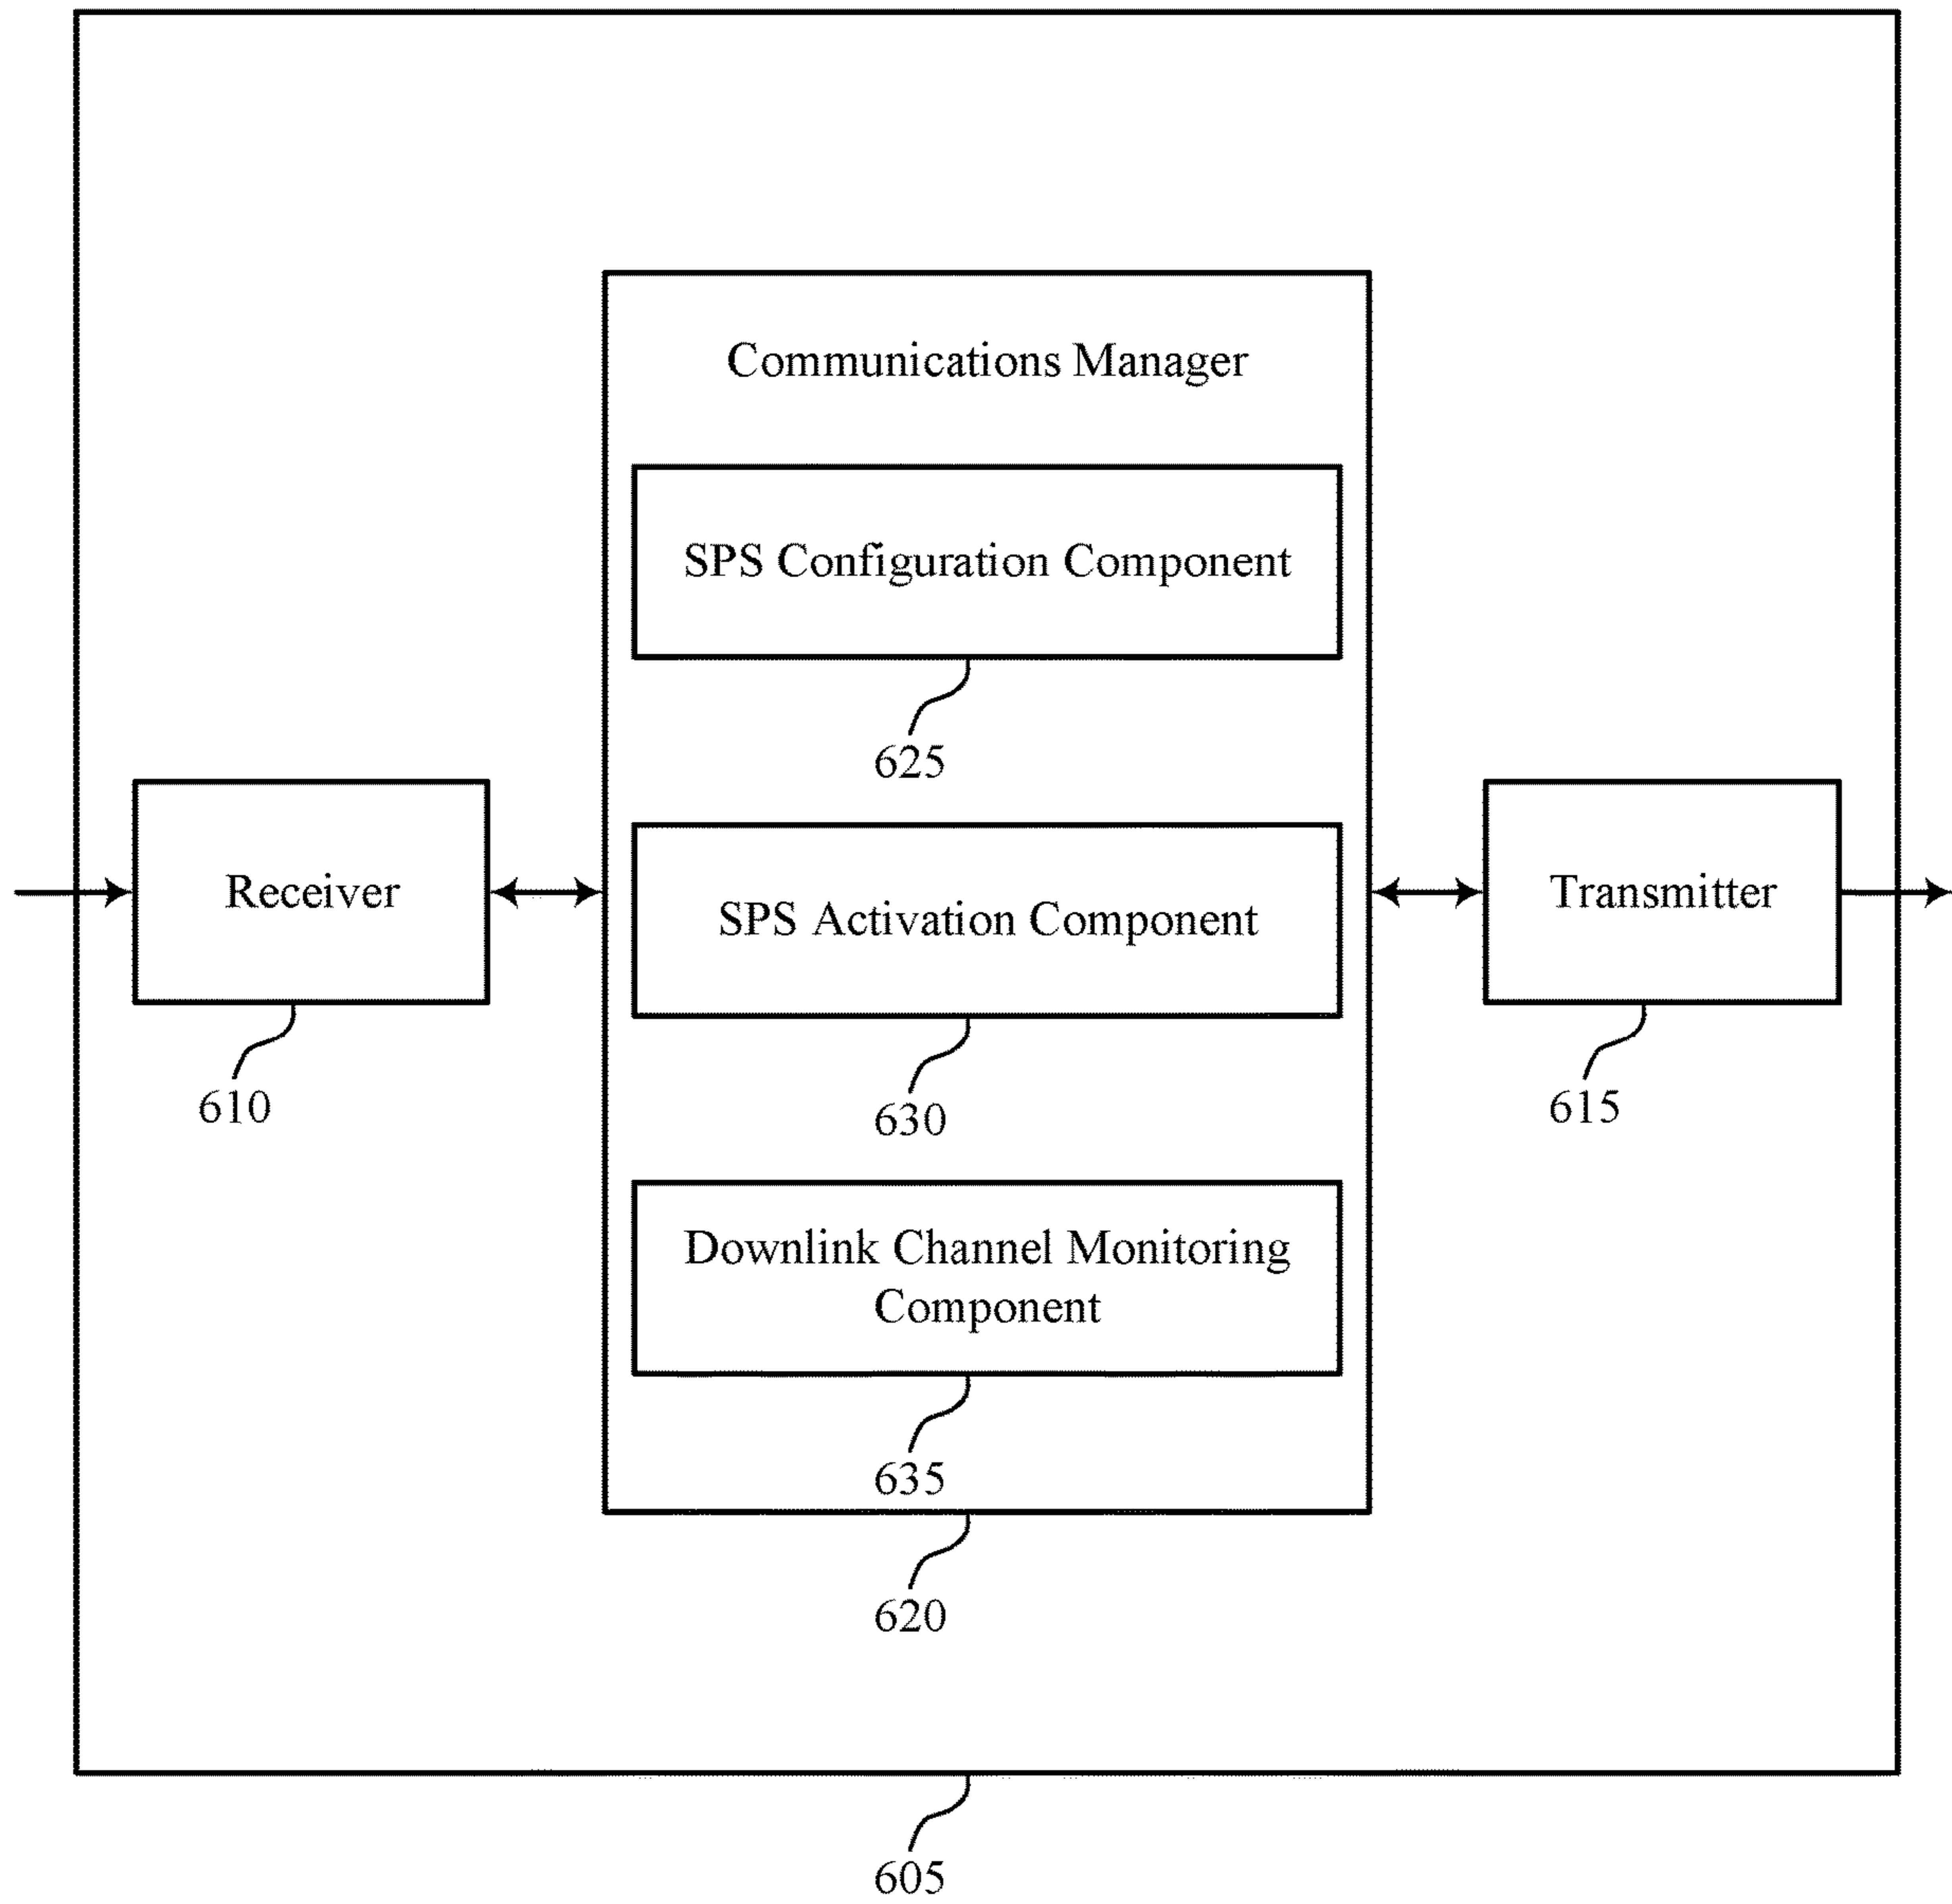 Communications Manager
SPS Configuration Component
625
Receiver
610
SPS Activation Component
630
Transmitter
615
Downlink Channel Monitoring
Component
635
620
605